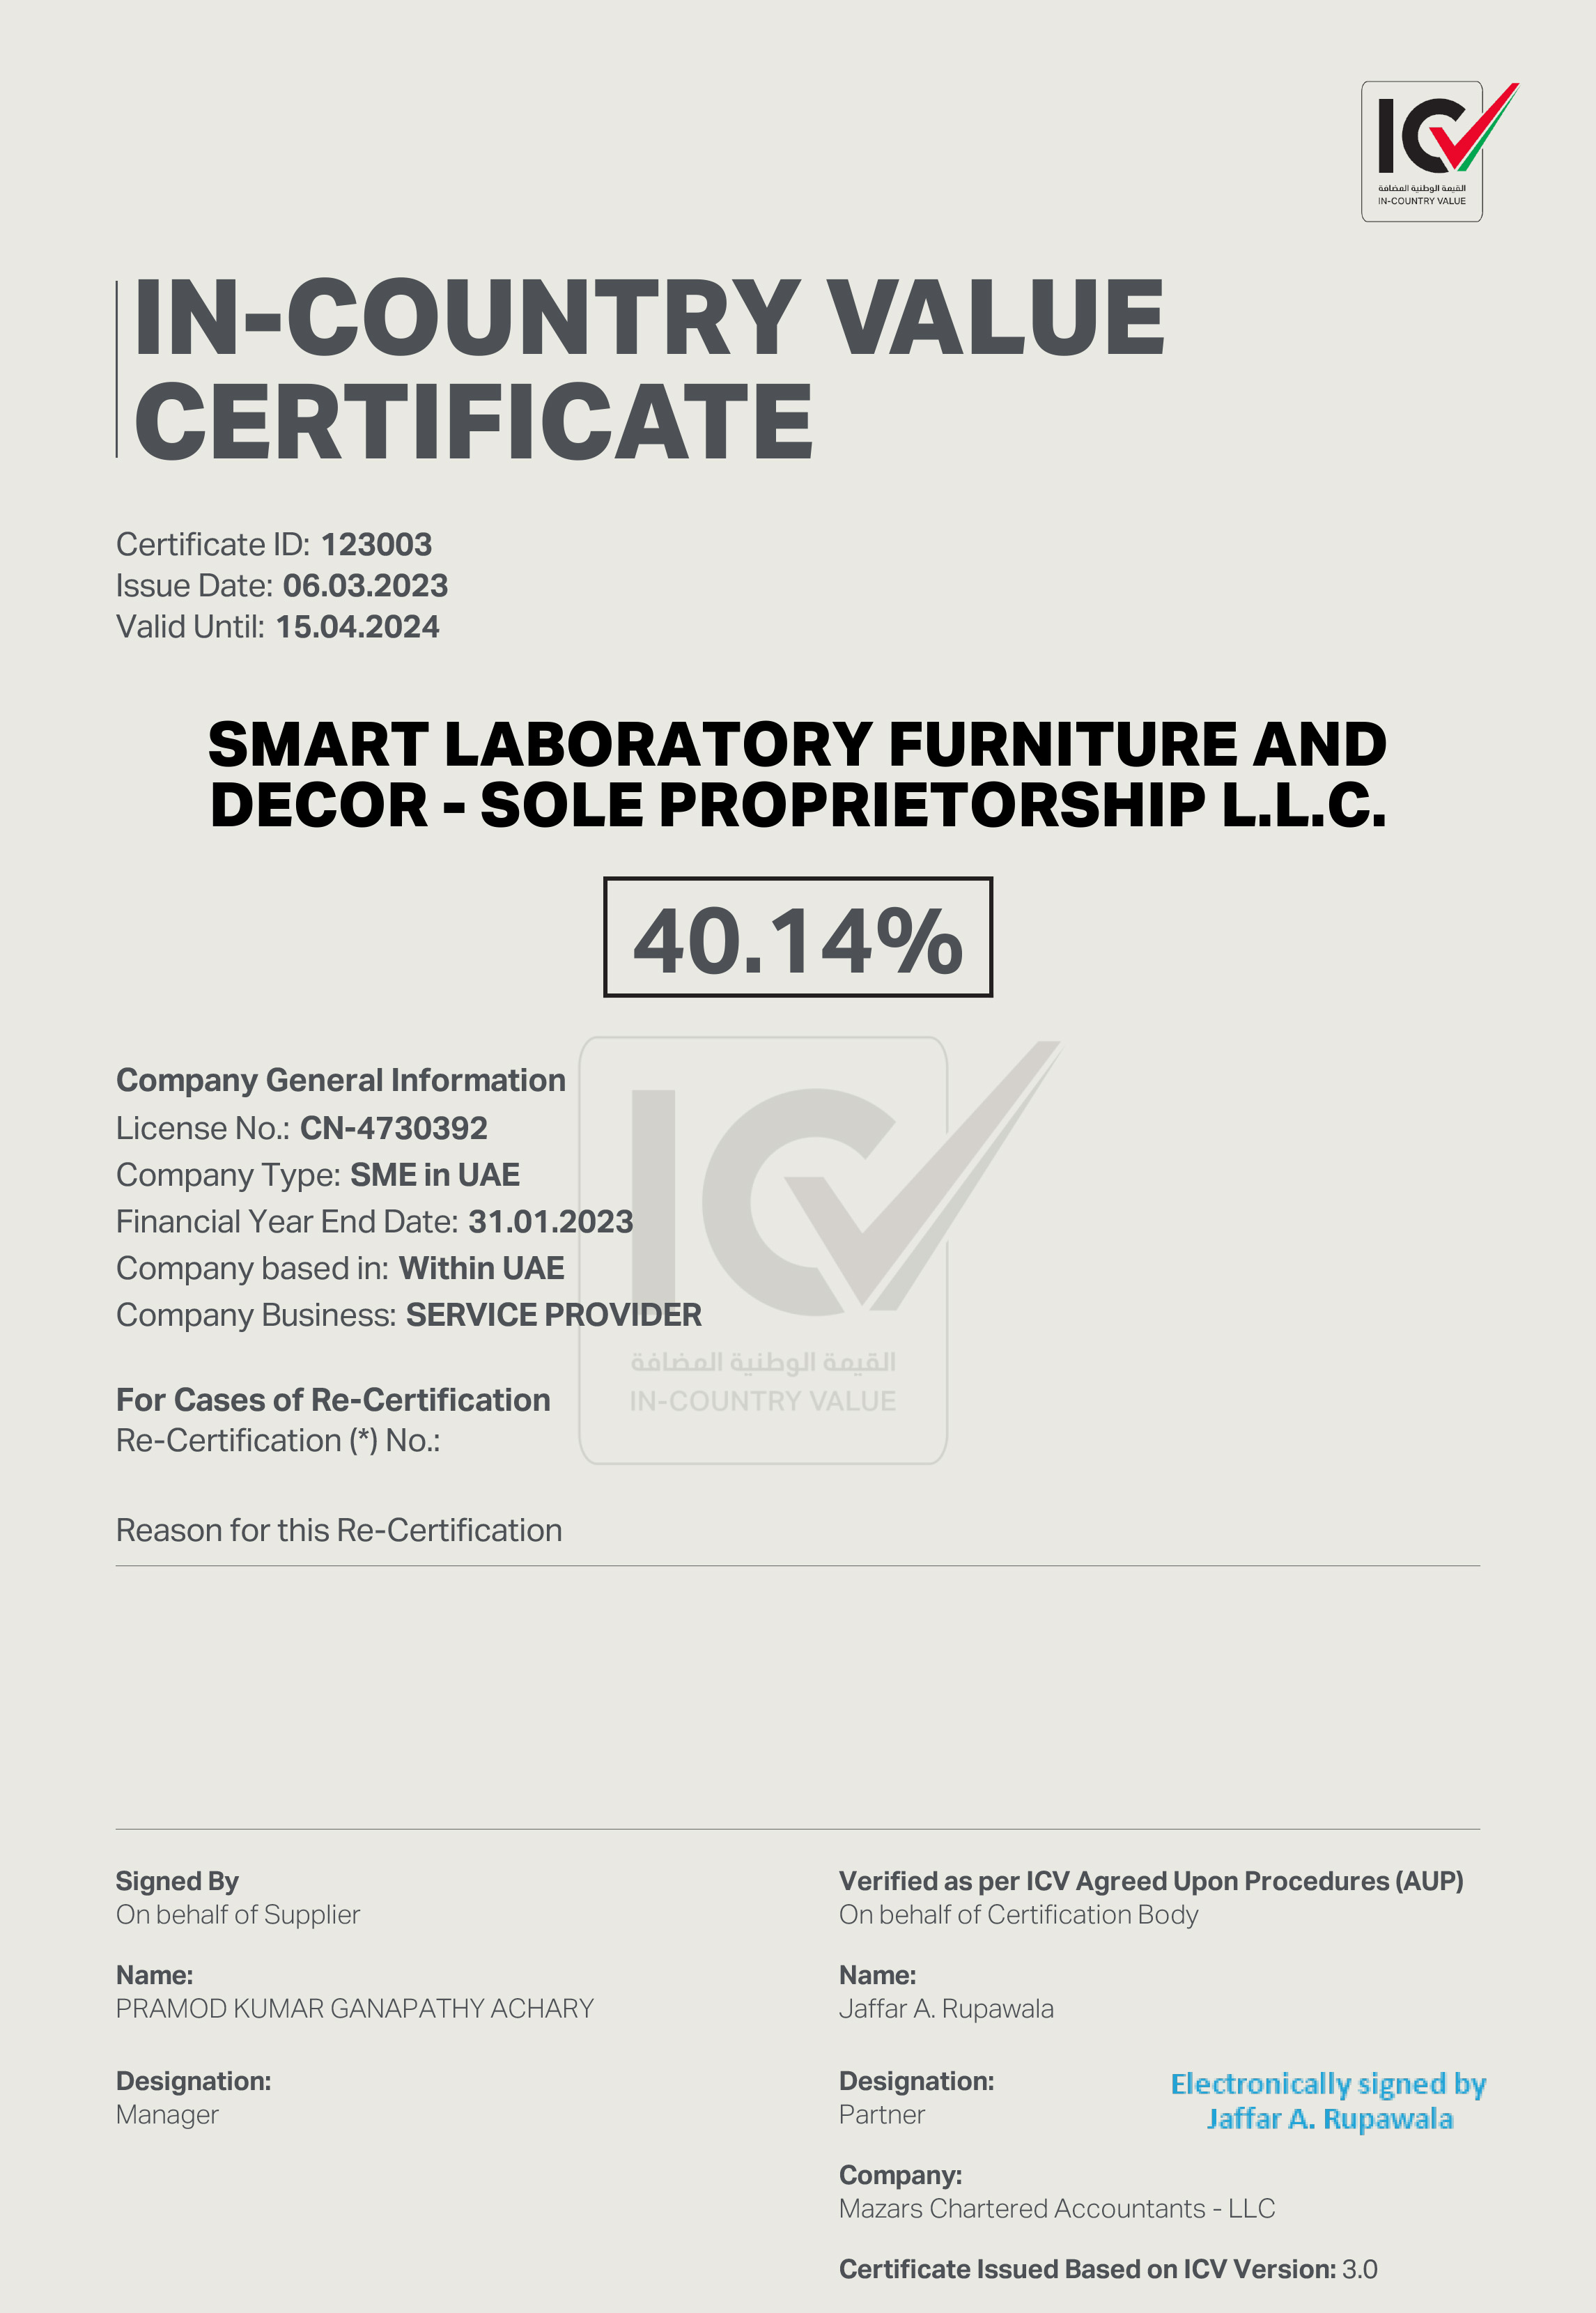 ICV
القيمة الوطنية المضافة
IN-COUNTRY VALUE
IN-COUNTRY VALUE
CERTIFICATE
Certificate ID: 123003
Issue Date: 06.03.2023
Valid Until: 15.04.2024
SMART LABORATORY FURNITURE AND
DECOR - SOLE PROPRIETORSHIP L.L.C.
40.14%
Company General Information
License No.: CN-4730392
Company Type: SME in UAE
Financial Year End Date: 31.01.2023
Company based in: Within UAE
Company Business: SERVICE PROVIDER
ICV
القيمة الوطنية المضافة
IN-COUNTRY VALUE
For Cases of Re-Certification
Re-Certification (*) No.:
Reason for this Re-Certification
Signed By
On behalf of Supplier
Name:
PRAMOD KUMAR GANAPATHY ACHARY
Designation:
Manager
Verified as per ICV Agreed Upon Procedures (AUP)
On behalf of Certification Body
Name:
Jaffar A. Rupawala
Designation:
Partner
Electronically signed by
Jaffar A. Rupawala
Company:
Mazars Chartered Accountants - LLC
Certificate Issued Based on ICV Version: 3.0